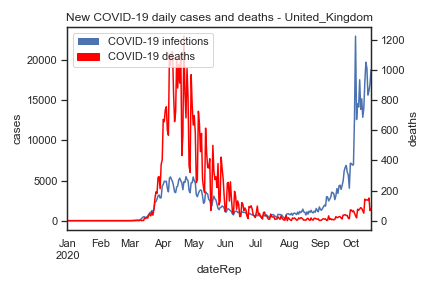 New COVID-19 daily cases and deaths - United_Kingdom
COVID-19 infections
COVID-19 deaths
cases
20000
15000
10000
5000
0
deaths
1200
1000
800
600
400
200
0
Jan Feb Mar Apr May Jun Jul Aug Sep Oct
2020
dateRep